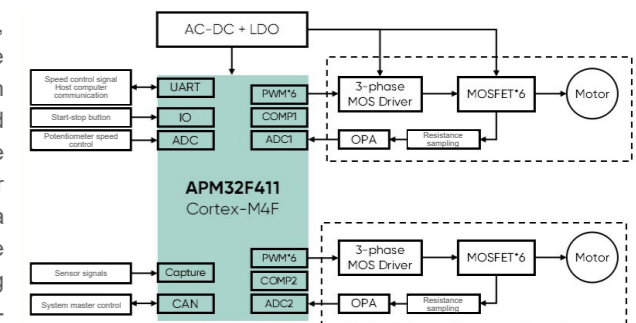 AC-DC + LDO
Speed control signal
Host computer
communication
UART
PWM*6
3-phase
MOS Driver
MOSFET*6
Motor
Start-stop button
IO
COMP1
Potentiometer speed
control
ADC
ADC1
OPA
Resistance
sampling
APM32F411
Cortex-M4F
PWM*6
3-phase
MOS Driver
MOSFET*6
Motor
Sensor signals
Capture
COMP2
System master control
CAN
ADC2
OPA
Resistance
sampling